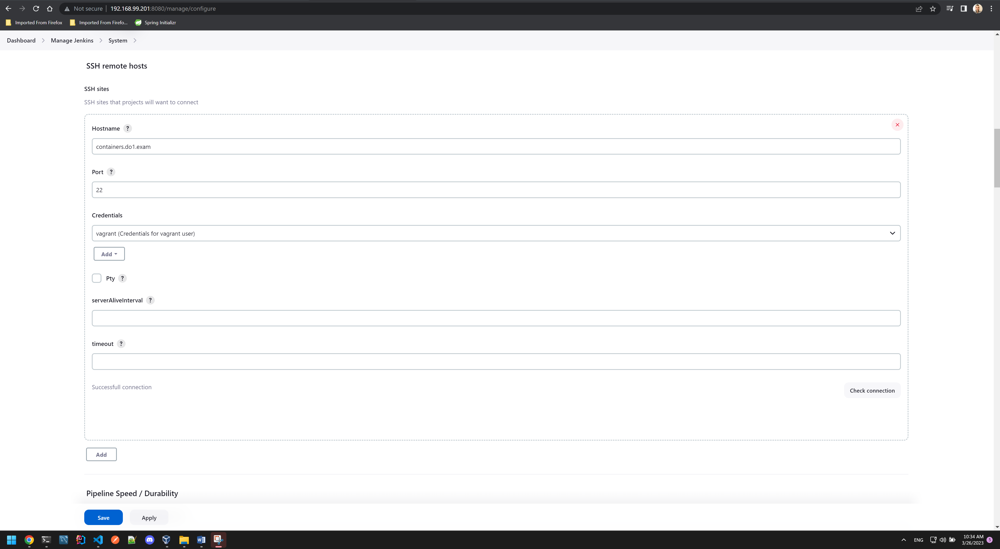 Not secure 192.168.99.201:8080/manage/configure
Imported From Firefox Imported From Firefo... Spring Initializr
Dashboard Manage Jenkins System
SSH remote hosts
SSH sites
SSH sites that projects will want to connect
Hostname ?
containers.do1.exam
Port ?
22
Credentials
vagrant (Credentials for vagrant user)
Add
Pty ?
serverAliveInterval ?
timeout ?
Successfull connection
Check connection
Add
Pipeline Speed / Durability
Save Apply
ENG 10:34 AM
3/26/2023 5